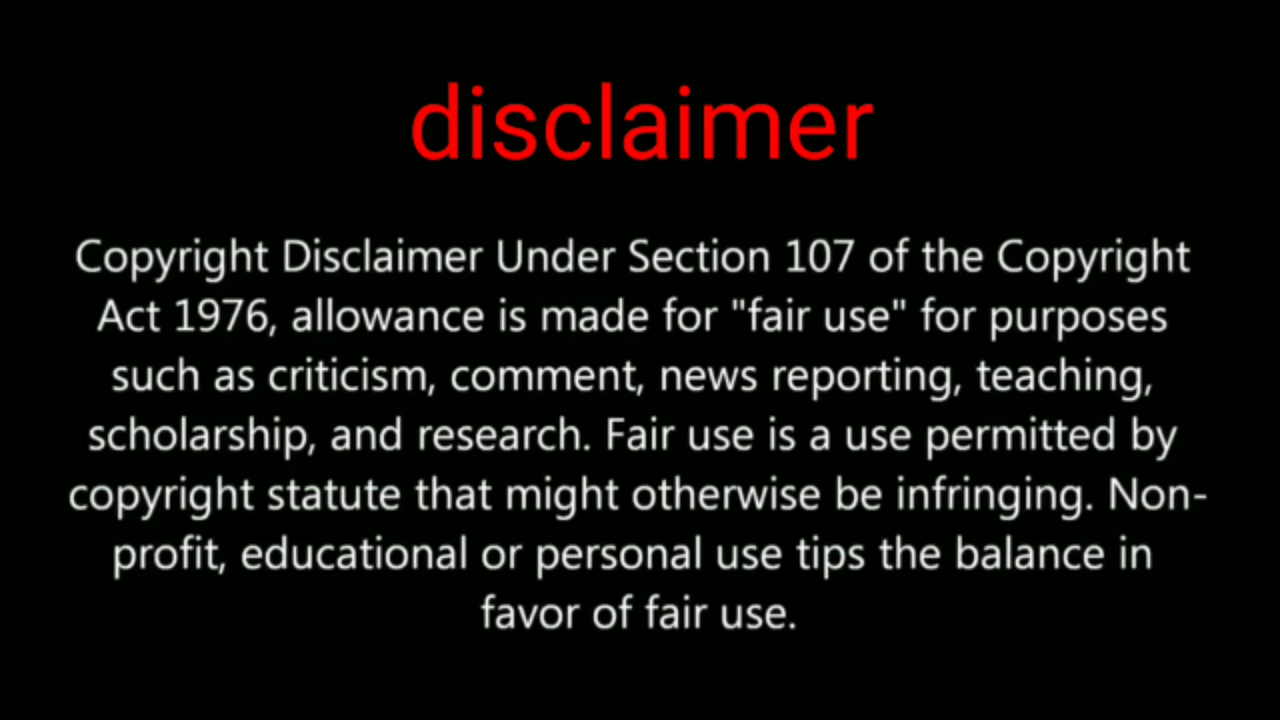 disclaimer
Copyright Disclaimer Under Section 107 of the Copyright
Act 1976, allowance is made for "fair use" for purposes
such as criticism, comment, news reporting, teaching,
scholarship, and research. Fair use is a use permitted by
copyright statute that might otherwise be infringing. Non-
profit, educational or personal use tips the balance in
favor of fair use.